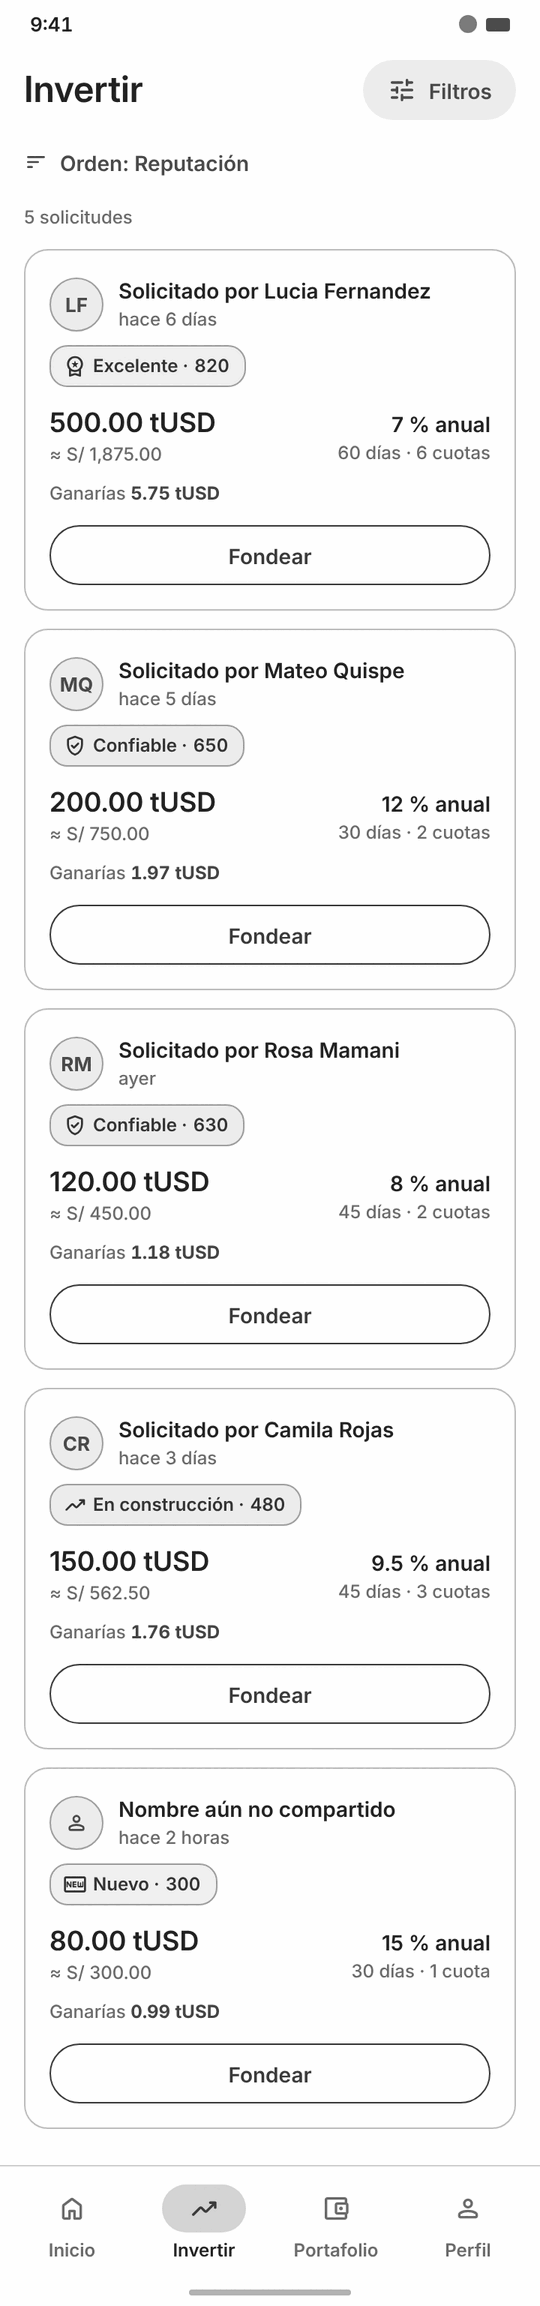 9:41
Invertir
Filtros
Orden: Reputación
5 solicitudes
LF
Solicitado por Lucia Fernandez
hace 6 días
Excelente · 820
500.00 tUSD
7 % anual
≈ S/ 1,875.00
60 días · 6 cuotas
Ganarías 5.75 tUSD
Fondear
MQ
Solicitado por Mateo Quispe
hace 5 días
Confiable · 650
200.00 tUSD
12 % anual
≈ S/ 750.00
30 días · 2 cuotas
Ganarías 1.97 tUSD
Fondear
RM
Solicitado por Rosa Mamani
ayer
Confiable · 630
120.00 tUSD
8 % anual
≈ S/ 450.00
45 días · 2 cuotas
Ganarías 1.18 tUSD
Fondear
CR
Solicitado por Camila Rojas
hace 3 días
En construcción · 480
150.00 tUSD
9.5 % anual
≈ S/ 562.50
45 días · 3 cuotas
Ganarías 1.76 tUSD
Fondear
Nombre aún no compartido
hace 2 horas
NEW Nuevo · 300
80.00 tUSD
15 % anual
≈ S/ 300.00
30 días · 1 cuota
Ganarías 0.99 tUSD
Fondear
Inicio
Invertir
Portafolio
Perfil